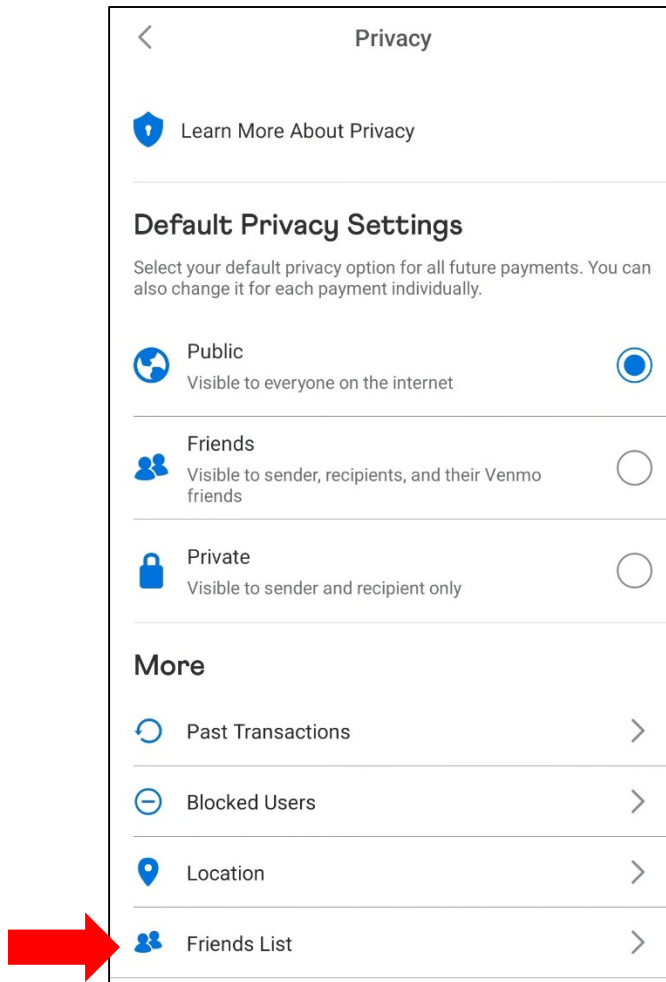 Privacy
Learn More About Privacy
Default Privacy Settings
Select your default privacy option for all future payments. You can
also change it for each payment individually.
Public
Visible to everyone on the internet
Friends
Visible to sender, recipients, and their Venmo
friends
Private
Visible to sender and recipient only
More
Past Transactions
Blocked Users
Location
Friends List